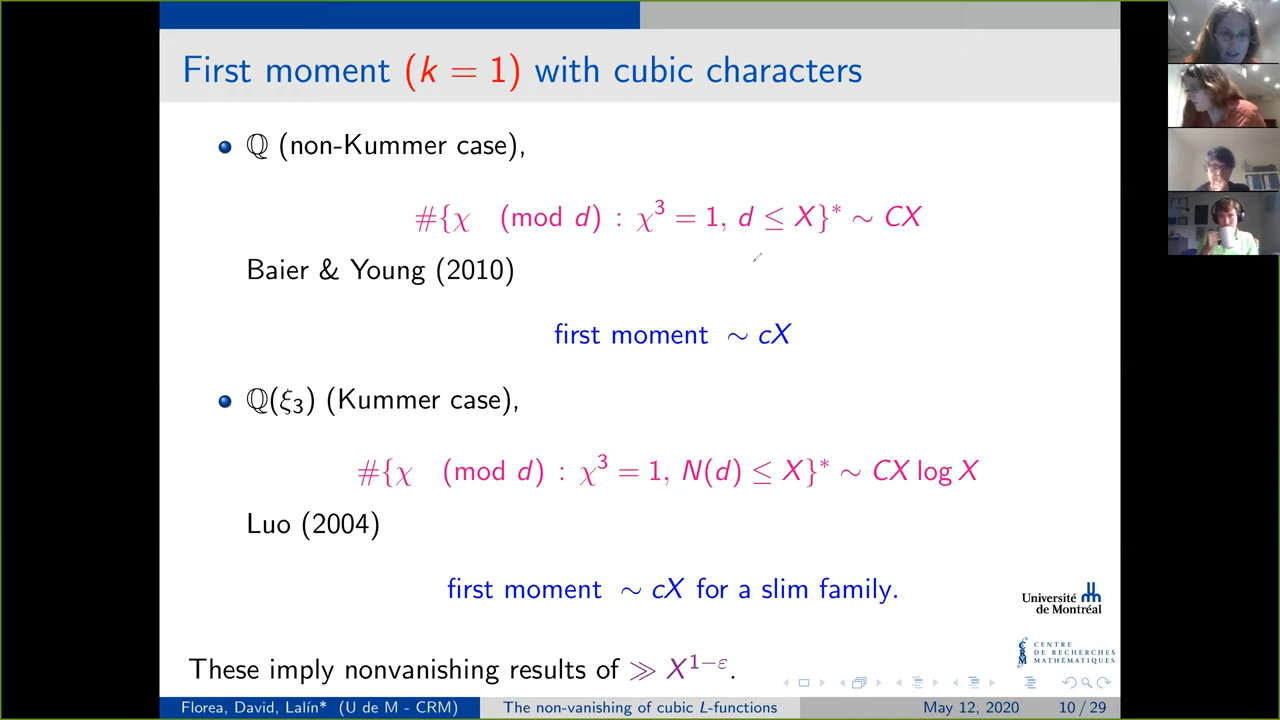 First moment (k = 1) with cubic characters
ℚ (non-Kummer case),
#{χ (mod d) : χ³ = 1, d ≤ X}* ∼ CX
Baier & Young (2010)
first moment ∼ cX
ℚ(ξ₃) (Kummer case),
#{χ (mod d) : χ³ = 1, N(d) ≤ X}* ∼ CX log X
Luo (2004)
first moment ∼ cX for a slim family.
Université
de Montréal
CRM
CENTRE
DE RECHERCHES
MATHÉMATIQUES
These imply nonvanishing results of ≫ X^{1−ε}.
Florea, David, Lalín* (U de M - CRM) The non-vanishing of cubic L-functions May 12, 2020 10 / 29